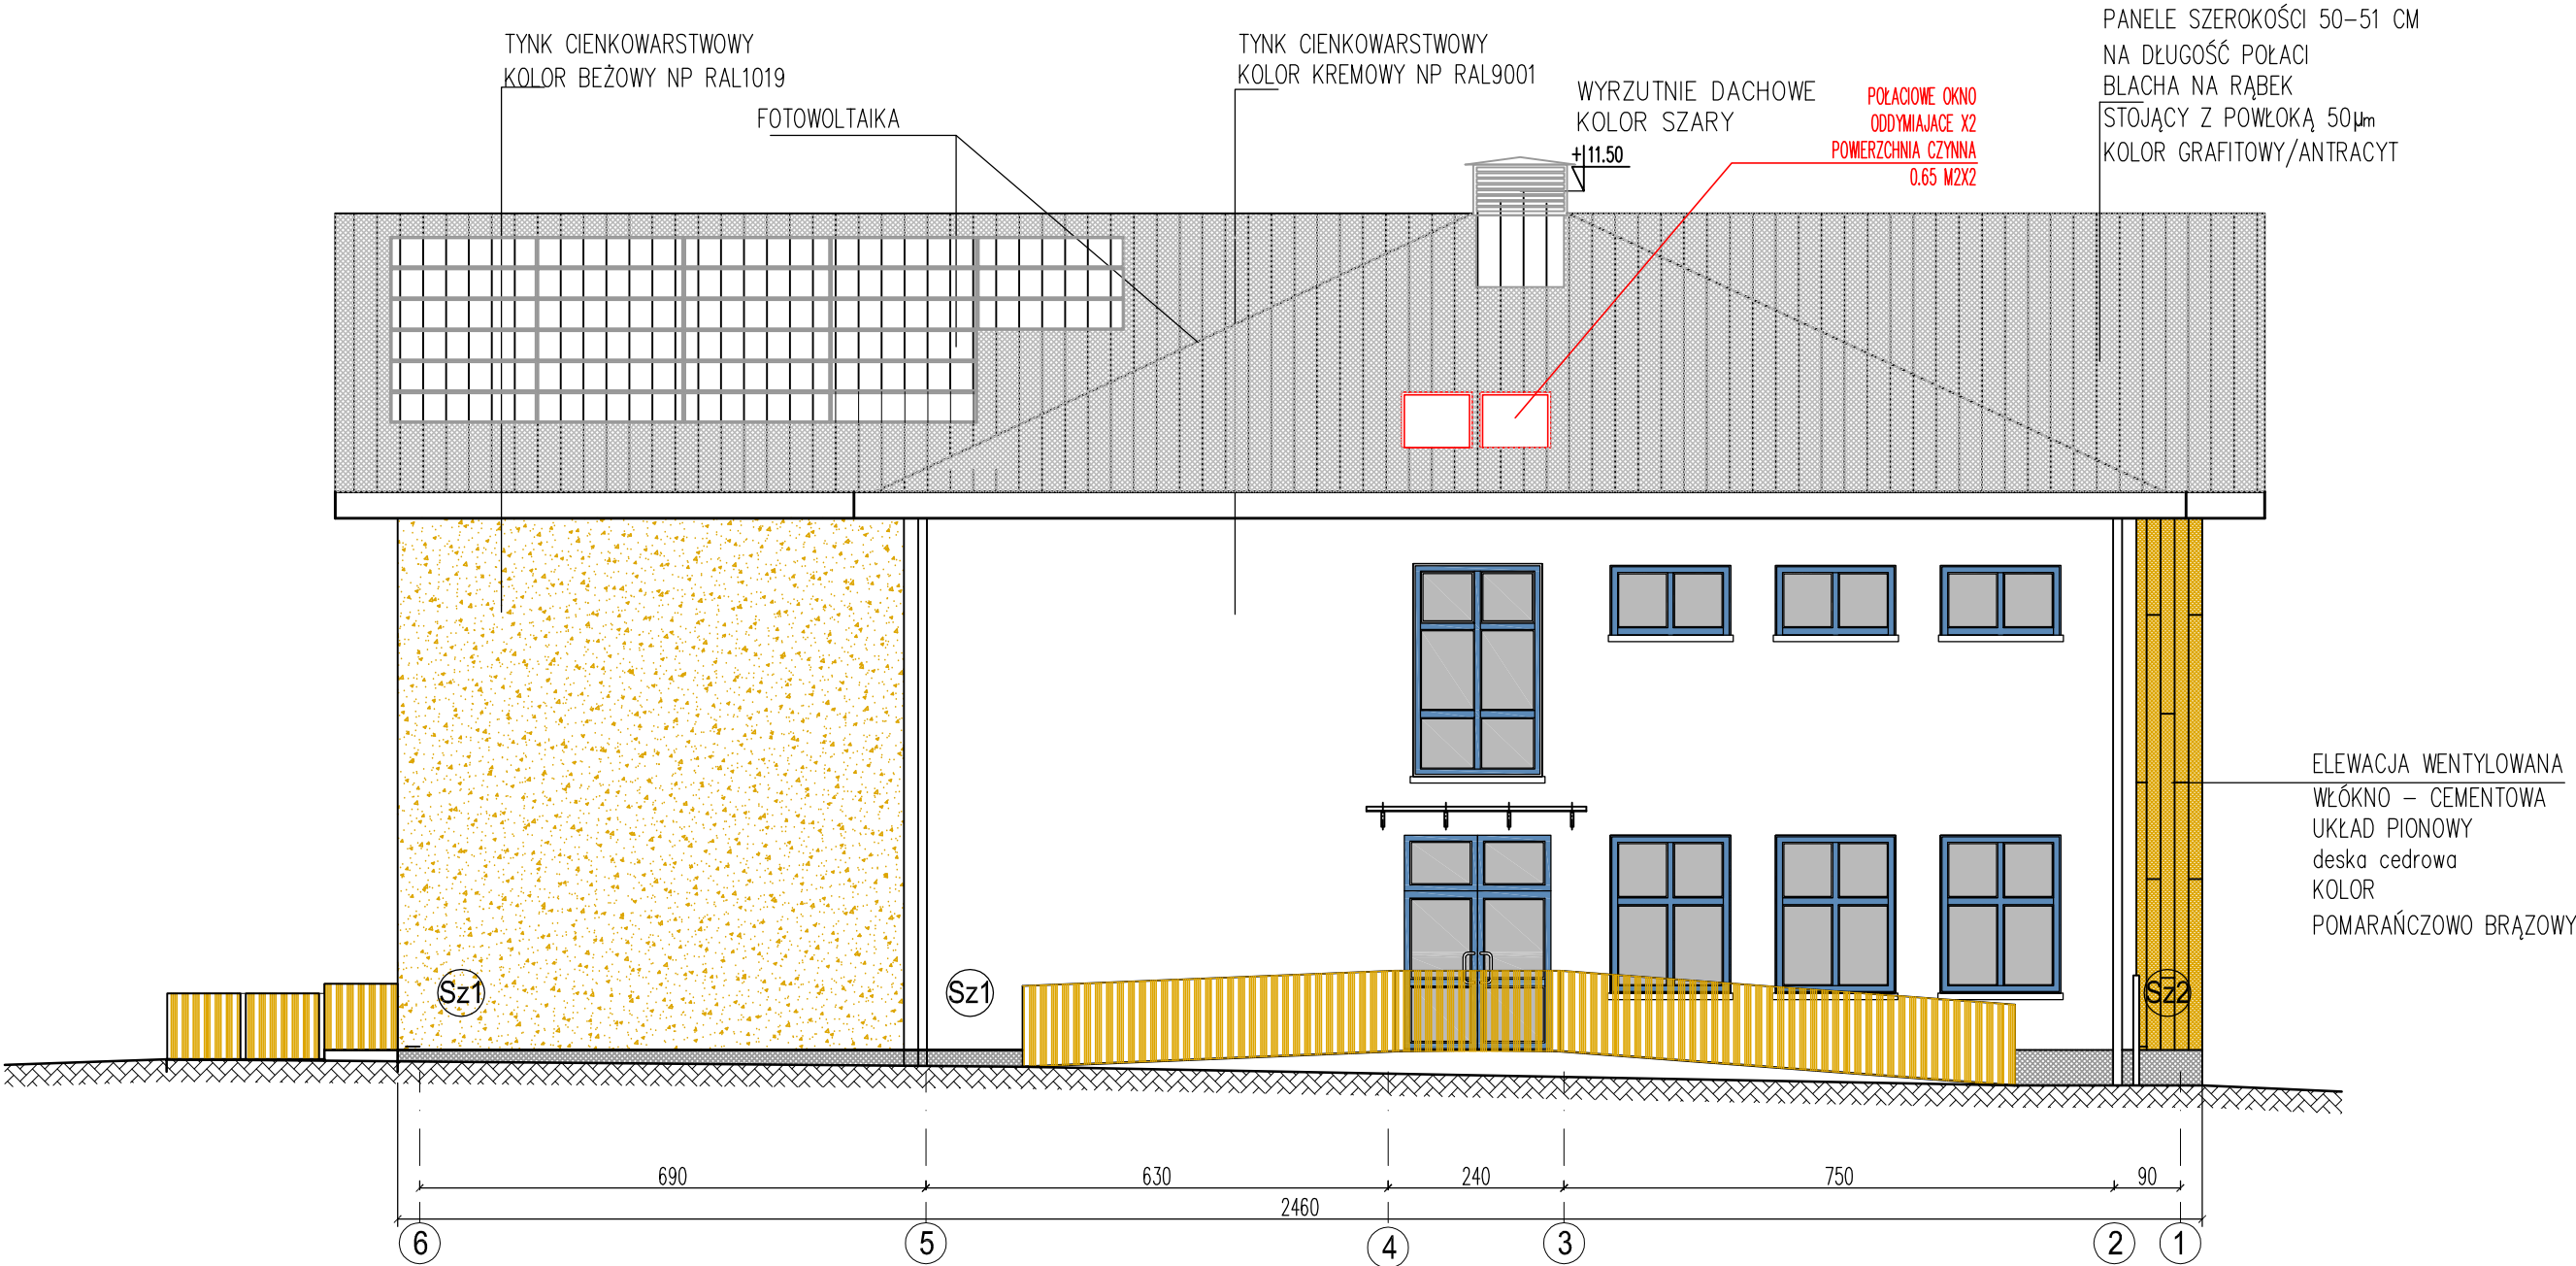 PANELE SZEROKOŚCI 50-51 CM
NA DŁUGOŚĆ POŁACI
BLACHA NA RĄBEK
STOJĄCY Z POWŁOKĄ 50µm
KOLOR GRAFITOWY/ANTRACYT
TYNK CIENKOWARSTWOWY
KOLOR BEŻOWY NP RAL1019
FOTOWOLTAIKA
TYNK CIENKOWARSTWOWY
KOLOR KREMOWY NP RAL9001
WYRZUTNIE DACHOWE
KOLOR SZARY
+11.50
POŁACIOWE OKNO
ODDYMIAJACE X2
POWIERZCHNIA CZYNNA
0.65 M2X2
ELEWACJA WENTYLOWANA
WŁÓKNO – CEMENTOWA
UKŁAD PIONOWY
deska cedrowa
KOLOR
POMARAŃCZOWO BRĄZOWY
Sz1
Sz1
Sz2
690
630
240
750
90
2460
6
5
4
3
2
1